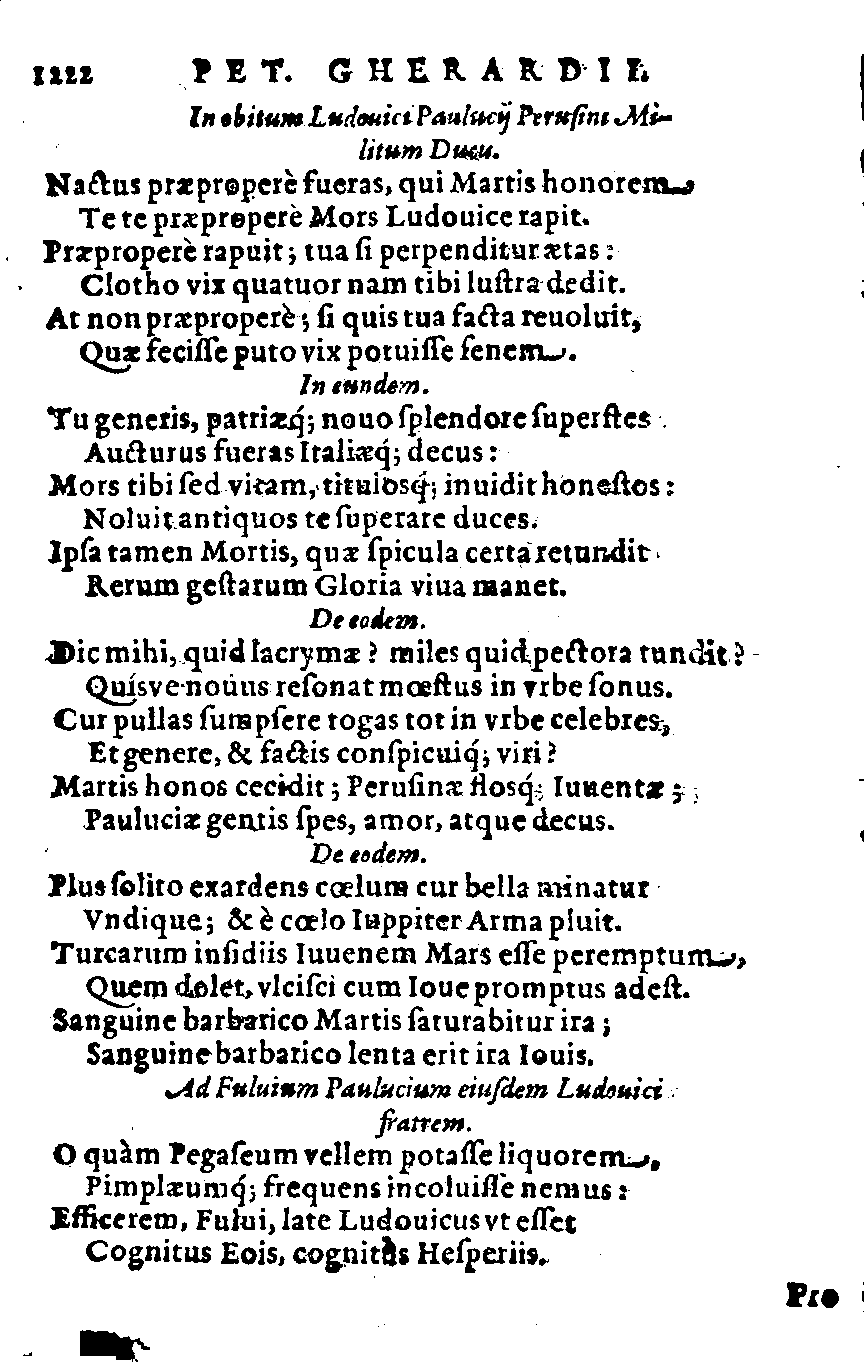 1222 PET. GHERARDII.
In obitum Ludouici Paulucij Perusini Mi-
litum Ducu.
Nactus præproperè fueras, qui Martis honorem,
Te te præproperè Mors Ludouice rapit.
Præproperè rapuit; tua ſi perpenditur ætas:
Clotho vix quatuor nam tibi luſtra dedit.
At non præproperè; ſi quis tua facta reuoluit,
Quæ feciſſe puto vix potuiſſe ſenem.
In eundem.
Tu generis, patriæq́; nouo ſplendore ſuperſtes
Aucturus fueras Italiæq́; decus:
Mors tibi ſed vitam, titulosq́; inuidit honeſtos:
Noluit antiquos te ſuperare duces.
Ipſa tamen Mortis, quæ ſpicula certa retundit
Rerum geſtarum Gloria viua manet.
De eodem.
Dic mihi, quid lacrymæ? miles quid pectora tundit?
Quísve nouus reſonat mœſtus in vrbe ſonus.
Cur pullas ſumpſere togas tot in vrbe celebres,
Et genere, & factis conſpicuiq́; viri?
Martis honos cecidit; Peruſinæ flosq́; Iuuentæ;
Pauluciæ gentis ſpes, amor, atque decus.
De eodem.
Plus ſolito exardens cœlum cur bella minatur
Vndique; & è cœlo Iuppiter Arma pluit.
Turcarum inſidiis Iuuenem Mars eſſe peremptum,
Quem dolet, vlciſci cum Ioue promptus adeſt.
Sanguine barbarico Martis ſaturabitur ira;
Sanguine barbarico lenta erit ira Iouis.
Ad Fuluium Paulucium eiuſdem Ludouici
fratrem.
O quàm Pegaſeum vellem potaſſe liquorem,
Pimplæumq́; frequens incoluiſſe nemus:
Efficerem, Fului, late Ludouicus vt eſſet
Cognitus Eois, cognitus Heſperiis.
Pro